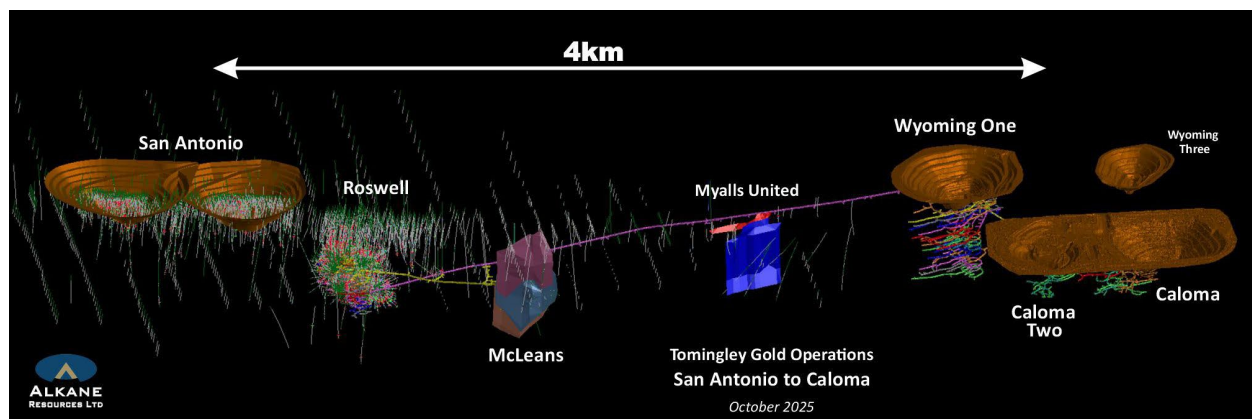 4km
San Antonio
Roswell
McLeans
Myalls United
Wyoming One
Wyoming
Three
Caloma
Two
Caloma
Tomingley Gold Operations
San Antonio to Caloma
October 2025
ALKANE
RESOURCES LTD